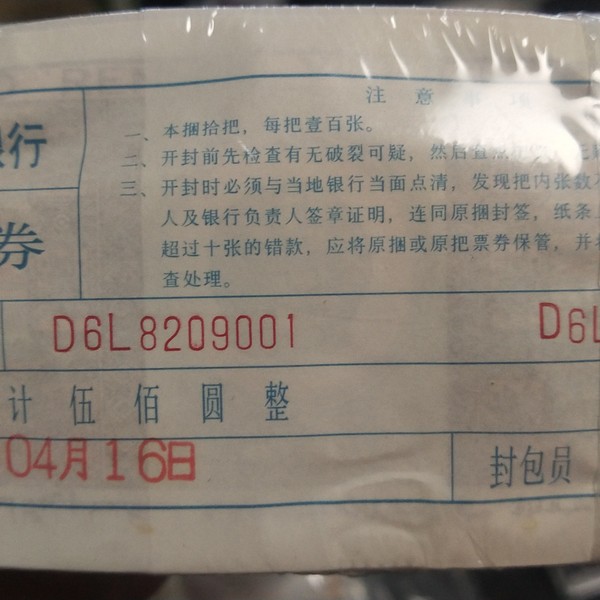 注意事项
银行
一、本捆拾把，每把壹百张。
二、开封前先检查有无破裂可疑，然后直点
三、开封时必须与当地银行当面点清，发现把内张数不
人及银行负责人签章证明，连同原捆封签，纸条
券
超过十张的错款，应将原捆或原把票券保管，并
查处理。
D6L8209001 D6L
计伍佰圆整
04月16日 封包员